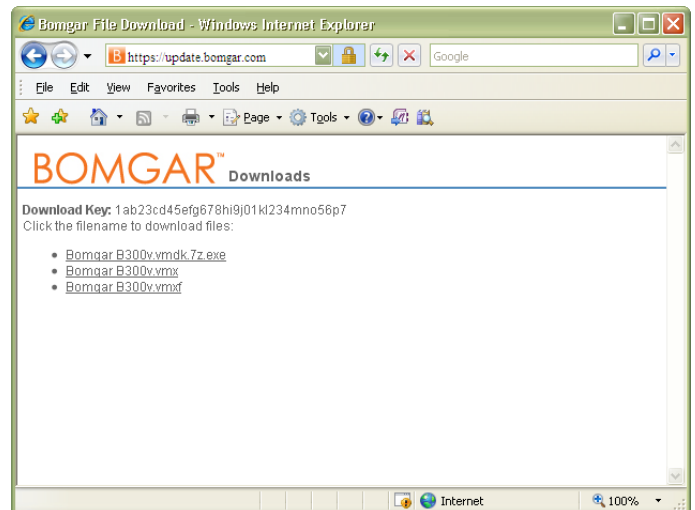 Bomgar File Download - Windows Internet Explorer
B https://update.bomgar.com Google
File Edit View Favorites Tools Help
Page Tools
BOMGAR™ Downloads
Download Key: 1ab23cd45efg678hi9j01kl234mno56p7
Click the filename to download files:
• Bomgar B300v.vmdk.7z.exe
• Bomgar B300v.vmx
• Bomgar B300v.vmxf
Internet 100%